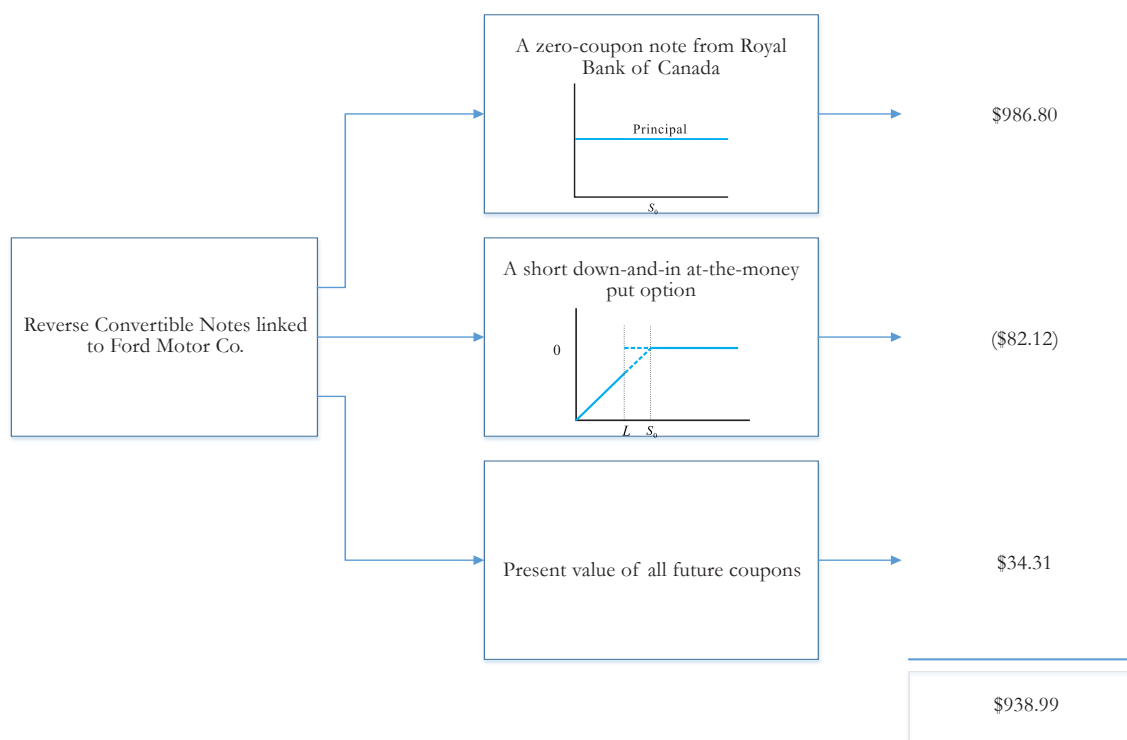 A zero-coupon note from Royal
Bank of Canada
Principal
S₀
$986.80
Reverse Convertible Notes linked
to Ford Motor Co.
A short down-and-in at-the-money
put option
0
L S₀
($82.12)
Present value of all future coupons
$34.31
$938.99